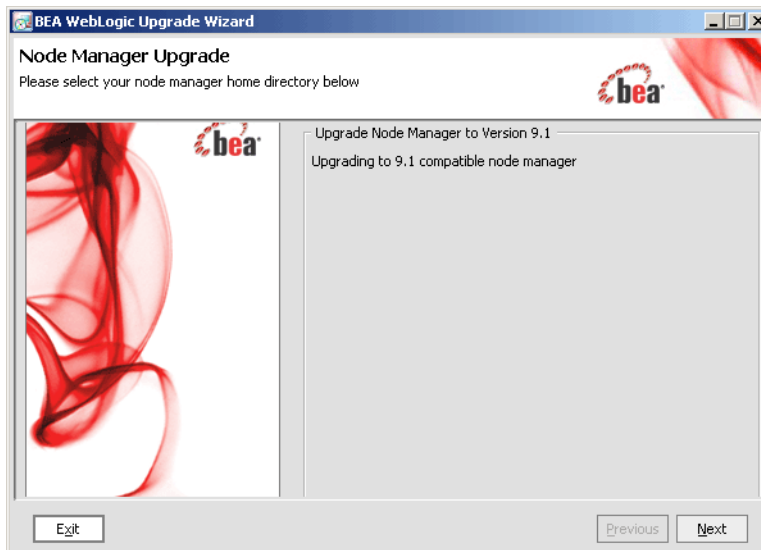 BEA WebLogic Upgrade Wizard
Node Manager Upgrade
Please select your node manager home directory below
bea
bea
Upgrade Node Manager to Version 9.1
Upgrading to 9.1 compatible node manager
Exit
Previous
Next